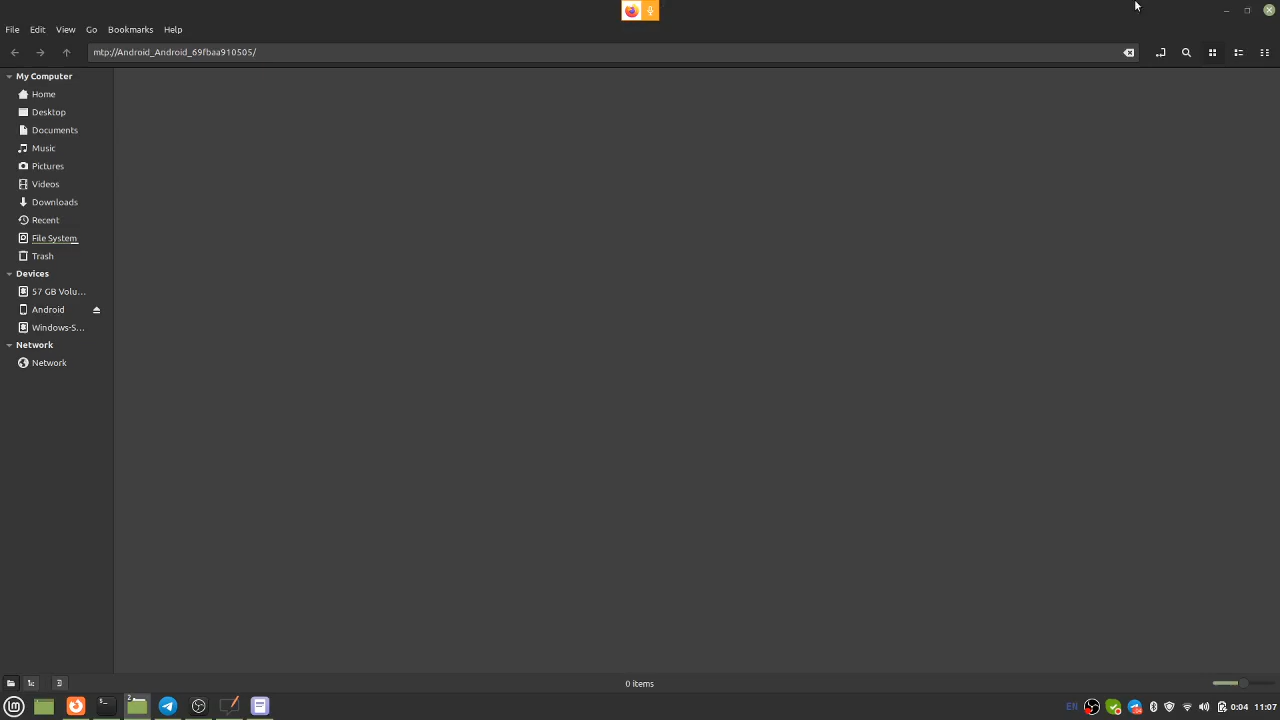 File Edit View Go Bookmarks Help
mtp://Android_Android_69fbaa910505/
My Computer
Home
Desktop
Documents
Music
Pictures
Videos
Downloads
Recent
File System
Trash
Devices
57 GB Volu...
Android
Windows-S...
Network
Network
0 items
2
EN 0:04 11:07